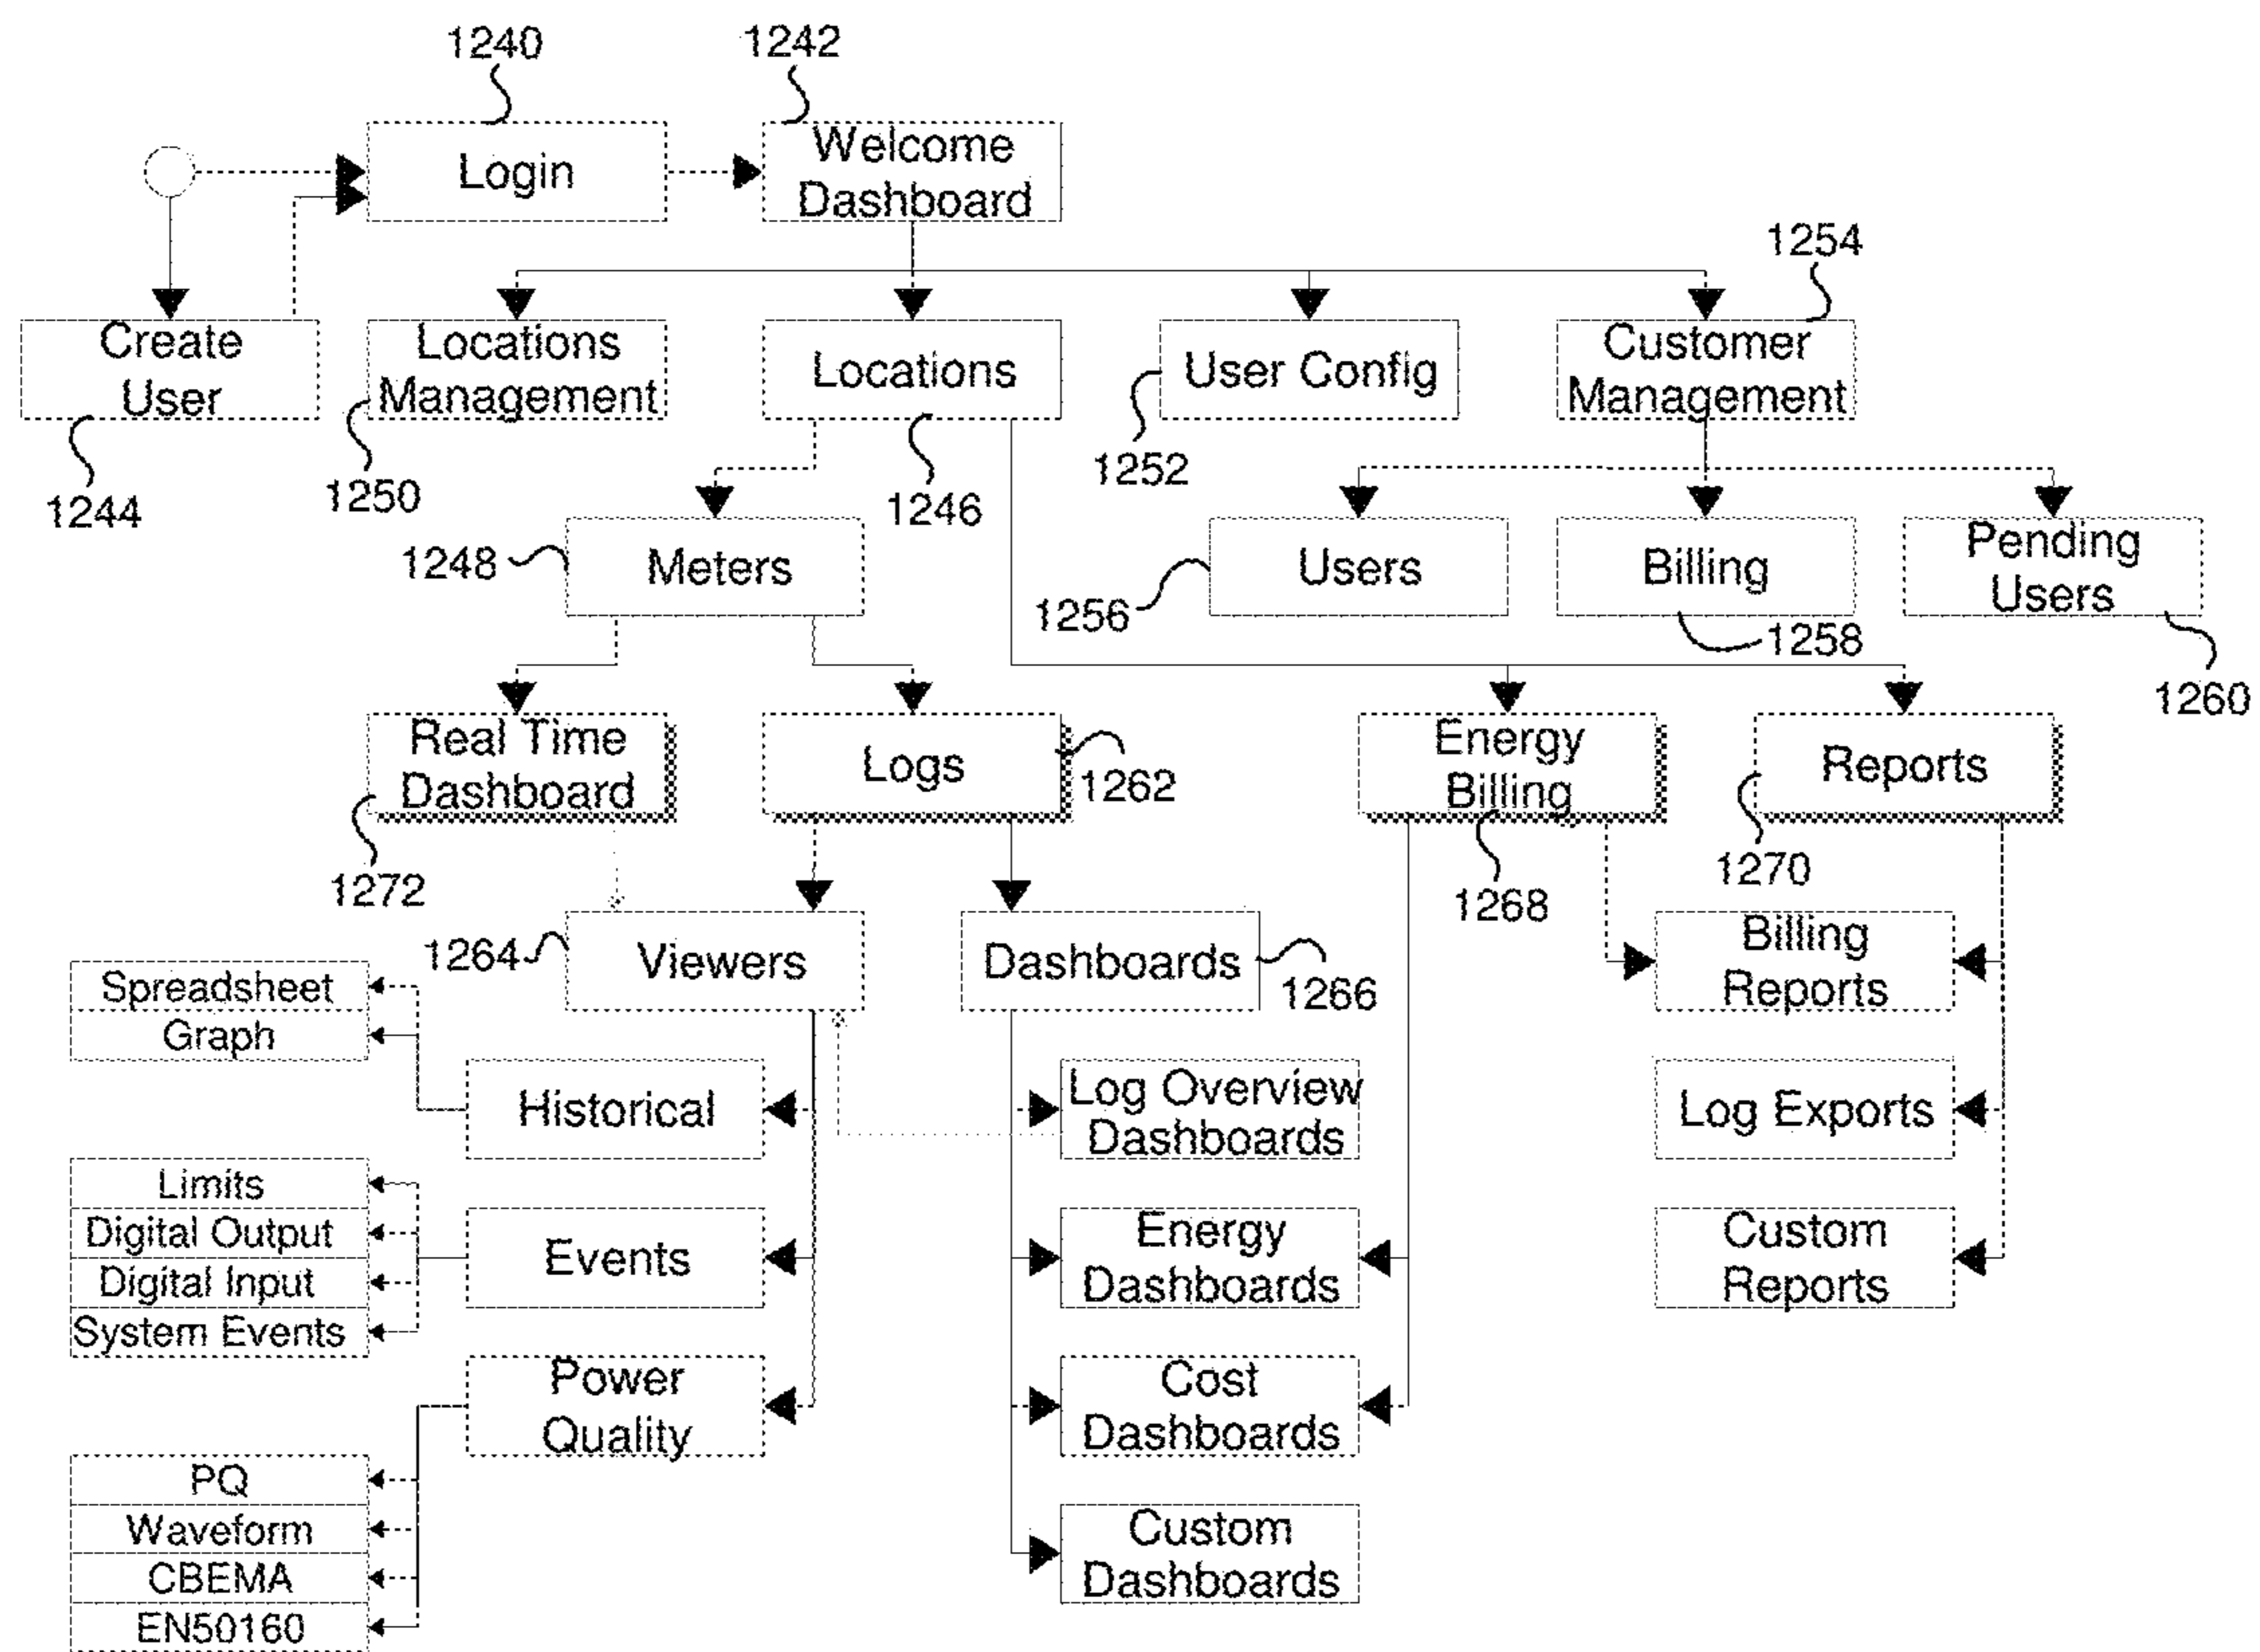 1240
1242
Login
Welcome
Dashboard
1254
Create
User
Locations
Management
Locations
User Config
Customer
Management
1244
1250
1246
1252
1248
Meters
1256
Users
Billing
Pending
Users
1258
1260
Real Time
Dashboard
Logs
1262
Energy
Billing
Reports
1272
1268
1270
1264
Viewers
Dashboards
1266
Billing
Reports
Spreadsheet
Graph
Historical
Log Overview
Dashboards
Log Exports
Limits
Digital Output
Digital Input
System Events
Events
Energy
Dashboards
Custom
Reports
Power
Quality
Cost
Dashboards
PQ
Waveform
CBEMA
EN50160
Custom
Dashboards